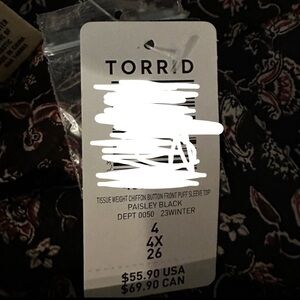 TORRID
TISSUE WEIGHT CHIFFON BUTTON FRONT PUFF SLEEVE TOP
PAISLEY BLACK
DEPT 0050 23WINTER
4
4X
26
$55.90 USA
$69.90 CAN